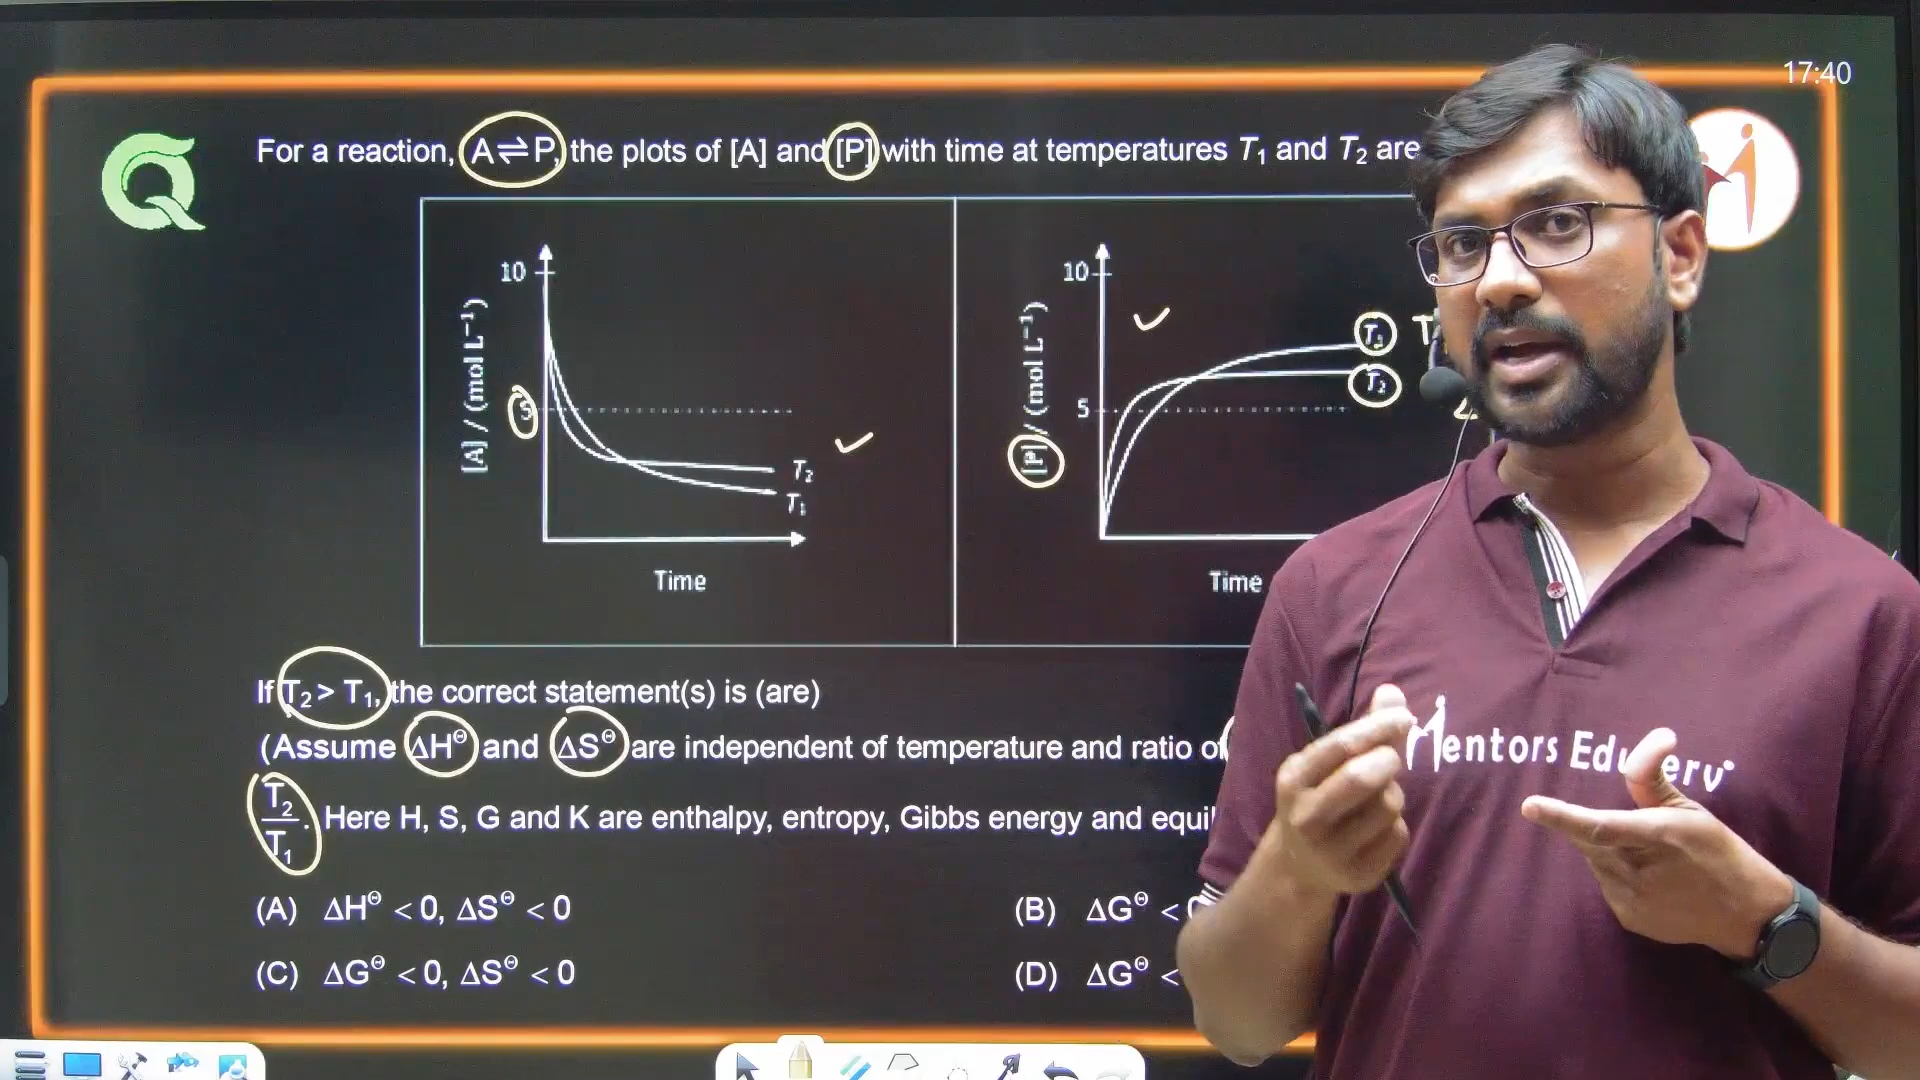 17:40
For a reaction, A⇌P, the plots of [A] and [P] with time at temperatures T₁ and T₂ are
10
5
[A] / (mol L⁻¹)
T₂
T₁
Time
10
5
[P] / (mol L⁻¹)
T₁
T₂
Time
If T₂ > T₁, the correct statement(s) is (are)
(Assume ΔH⊖ and ΔS⊖ are independent of temperature and ratio of
T₂/T₁. Here H, S, G and K are enthalpy, entropy, Gibbs energy and
(A) ΔH⊖ < 0, ΔS⊖ < 0
(B) ΔG⊖ <
(C) ΔG⊖ < 0, ΔS⊖ < 0
(D) ΔG⊖ <
Mentors Eduserv